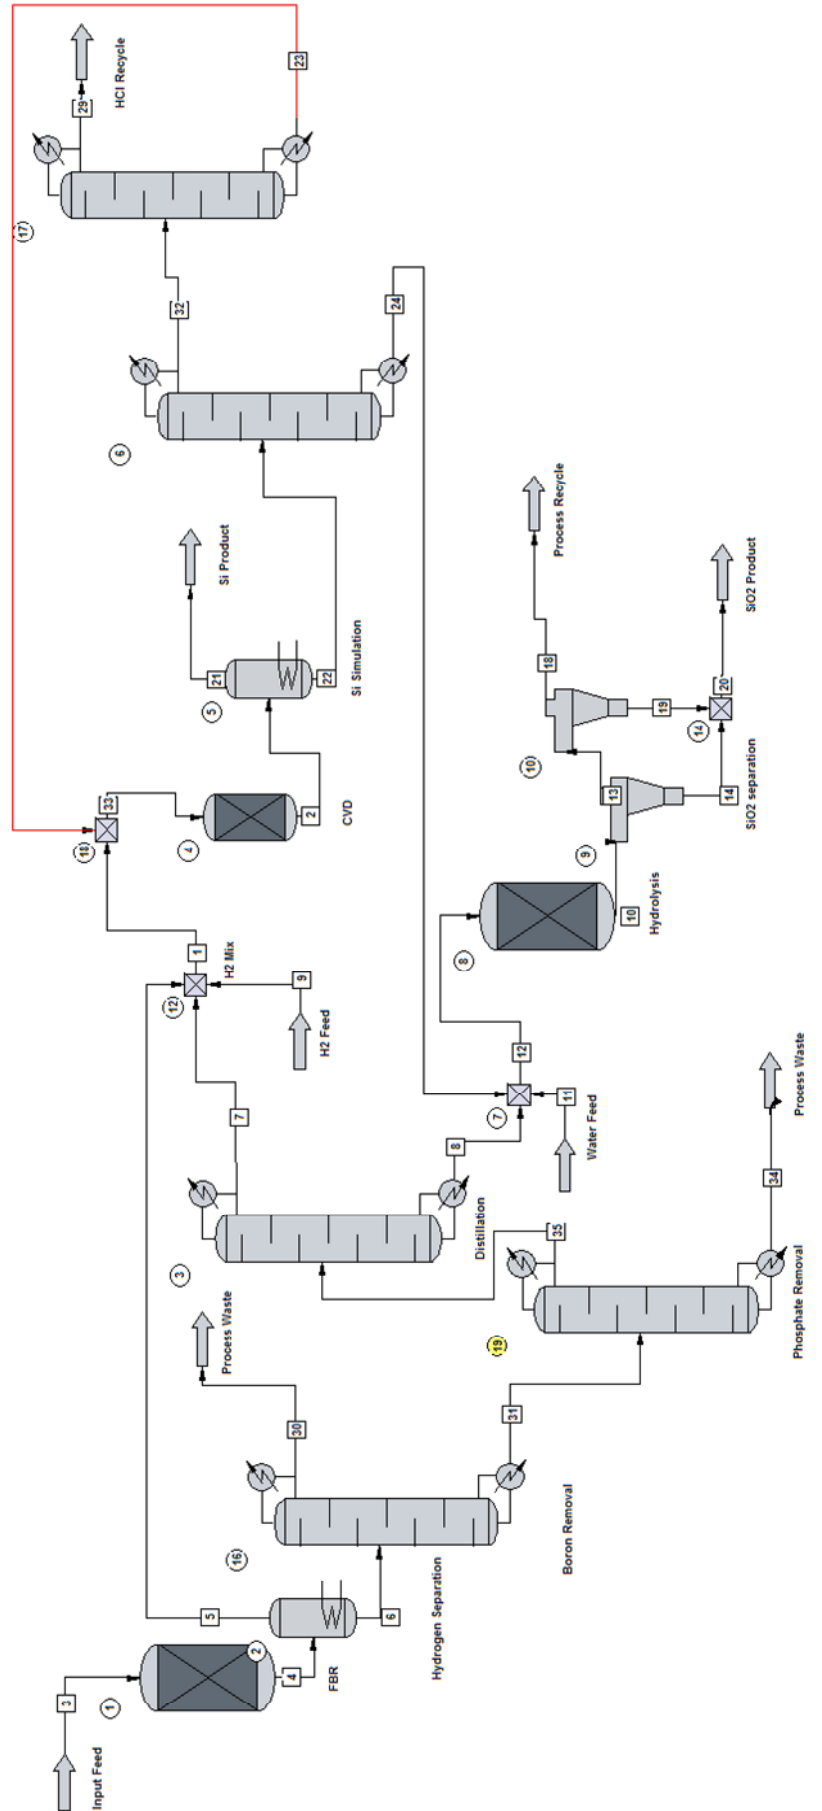 Input Feed
3
1
2
4
FBR
5
6
Hydrogen Separation
16
30
Process Waste
31
Boron Removal
19
35
34
Process Waste
Phosphate Removal
3
7
8
Distillation
12
9
H2 Feed
1
H2 Mix
7
11
Water Feed
12
8
10
Hydrolysis
9
13
14
SiO2 separation
10
18
Process Recycle
19
14
20
SiO2 Product
18
33
4
2
CVD
5
21
22
Si Product
Si Simulation
6
32
24
17
29
HCl Recycle
23